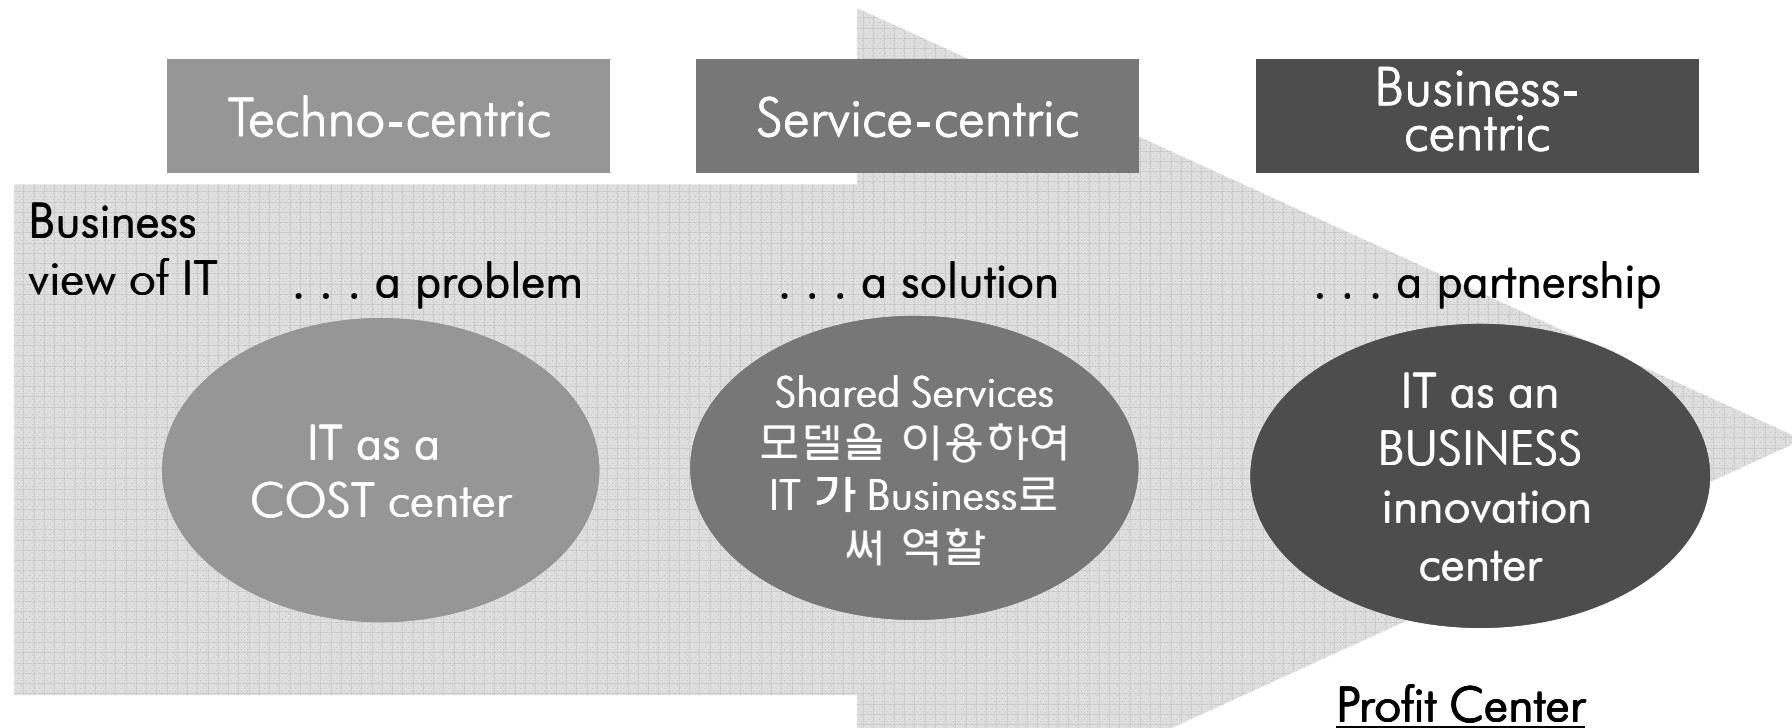 Techno-centric
Service-centric
Business-
centric
Business
view of IT
. . . a problem
. . . a solution
. . . a partnership
IT as a
COST center
Shared Services
모델을 이용하여
IT 가 Business로
써 역할
IT as an
BUSINESS
innovation
center
Profit Center